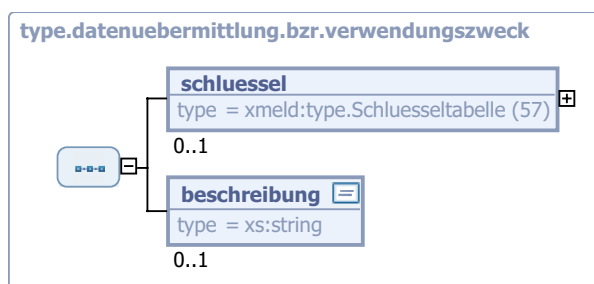 type.datenuebermittlung.bzr.verwendungszweck
schluessel
type = xmeld:type.Schluesseltabelle (57)
0..1
beschreibung
type = xs:string
0..1